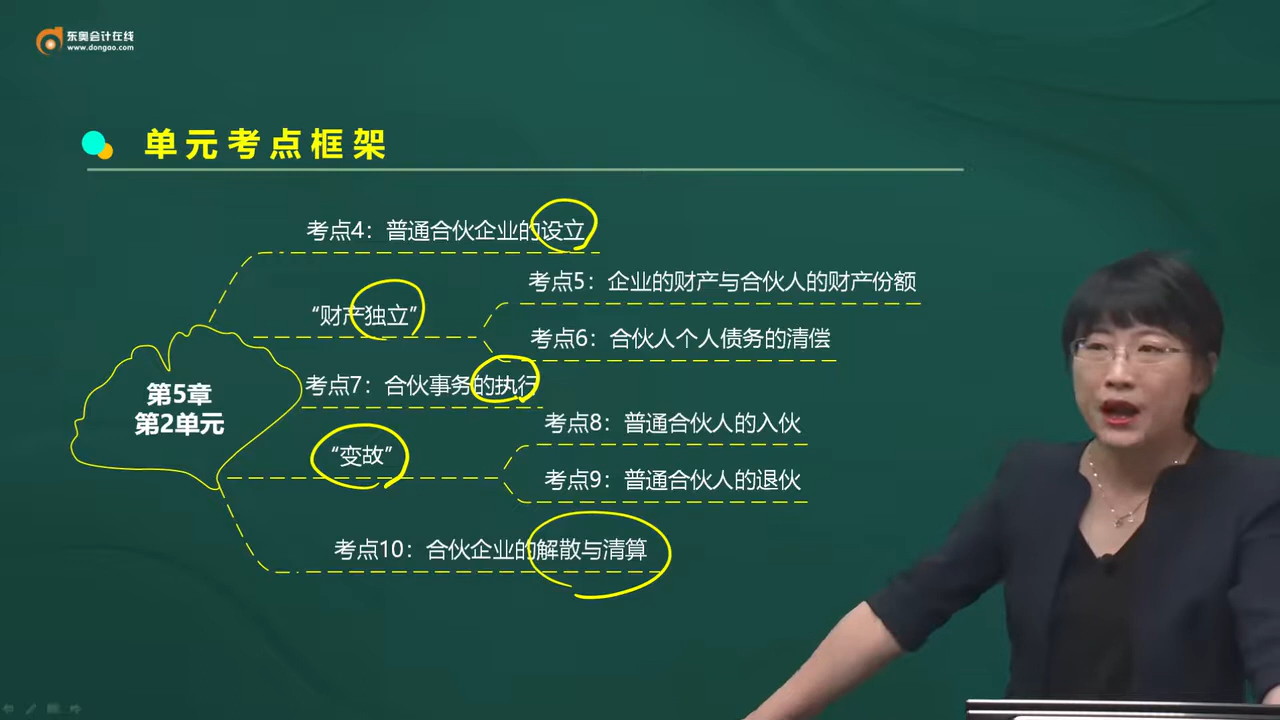 东奥会计在线
www.dongao.com
单元考点框架
考点4：普通合伙企业的设立
考点5：企业的财产与合伙人的财产份额
“财产独立”
考点6：合伙人个人债务的清偿
第5章
第2单元
考点7：合伙事务的执行
考点8：普通合伙人的入伙
“变故”
考点9：普通合伙人的退伙
考点10：合伙企业的解散与清算